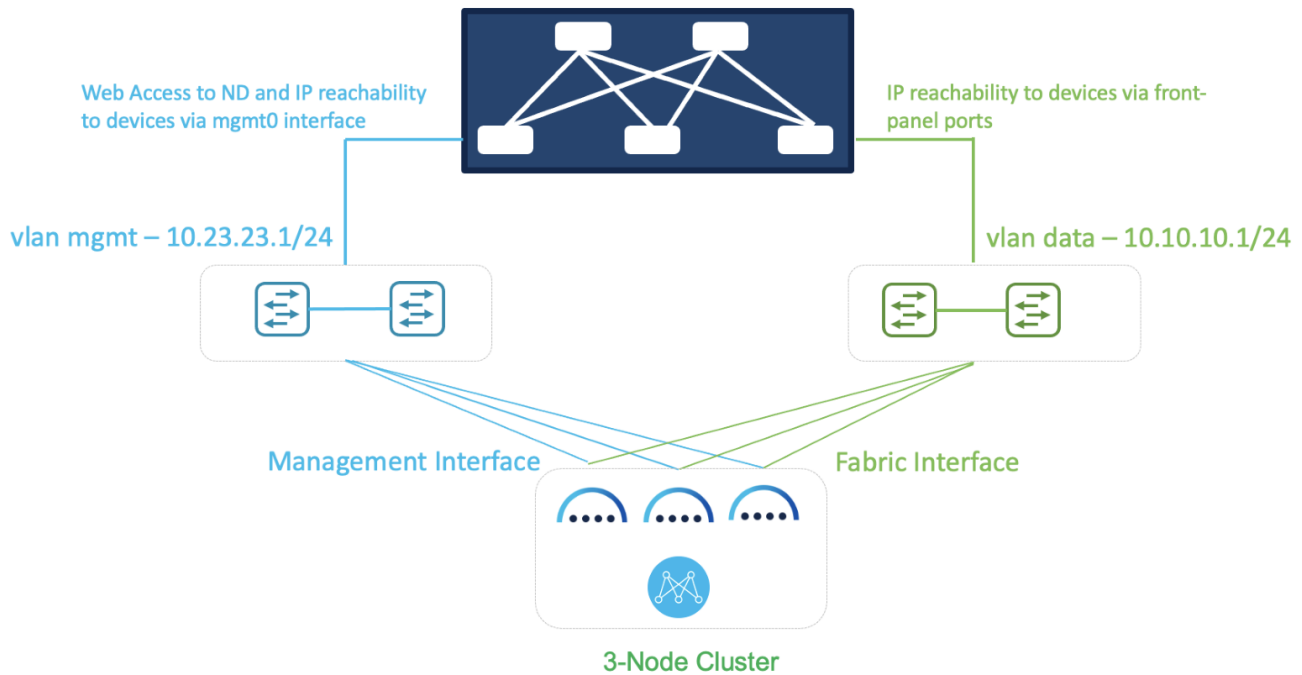 Web Access to ND and IP reachability
to devices via mgmt0 interface
IP reachability to devices via front-
panel ports
vlan mgmt – 10.23.23.1/24
vlan data – 10.10.10.1/24
Management Interface
Fabric Interface
3-Node Cluster